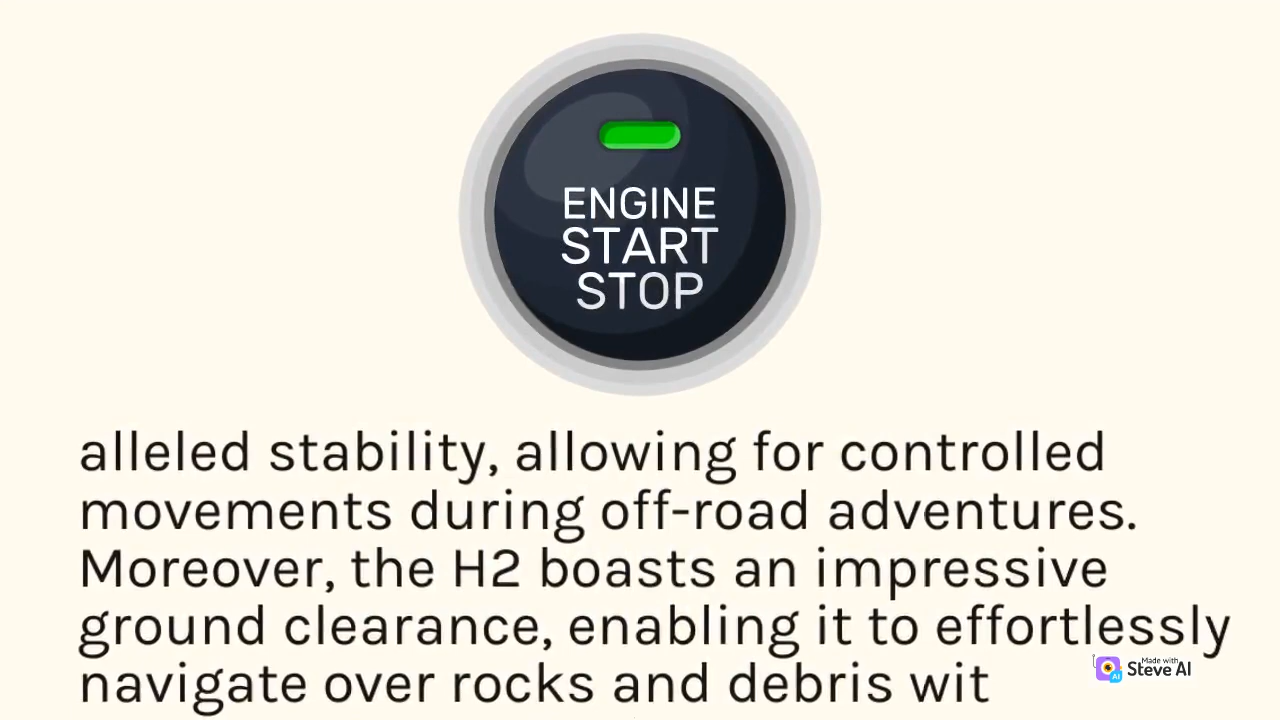 ENGINE
START
STOP
alleled stability, allowing for controlled
movements during off-road adventures.
Moreover, the H2 boasts an impressive
ground clearance, enabling it to effortlessly
navigate over rocks and debris wit
Made with
Steve AI
AI